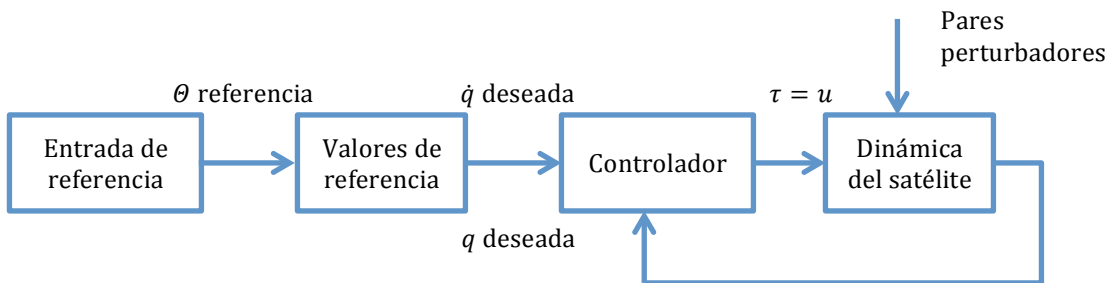 Pares
perturbadores
Θ referencia
q̇ deseada
τ = u
Entrada de
referencia
Valores de
referencia
Controlador
Dinámica
del satélite
q deseada